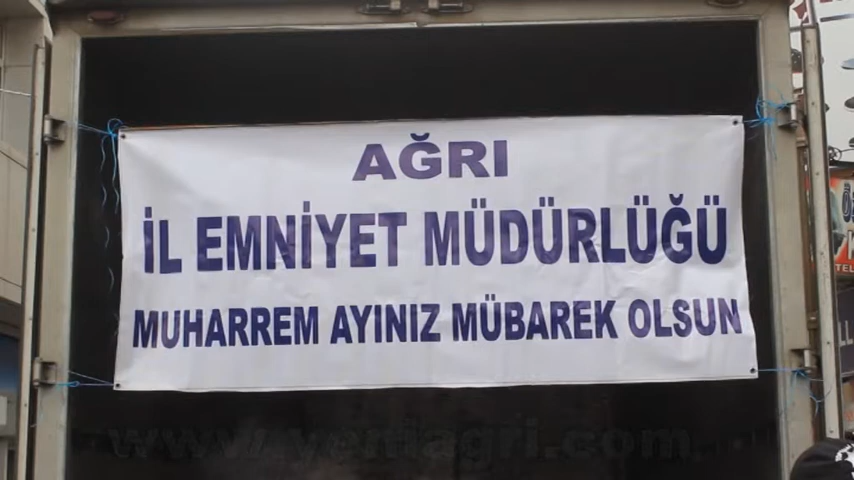 AĞRI
İL EMNİYET MÜDÜRLÜĞÜ
MUHARREM AYINIZ MÜBAREK OLSUN
www.yeniagri.com